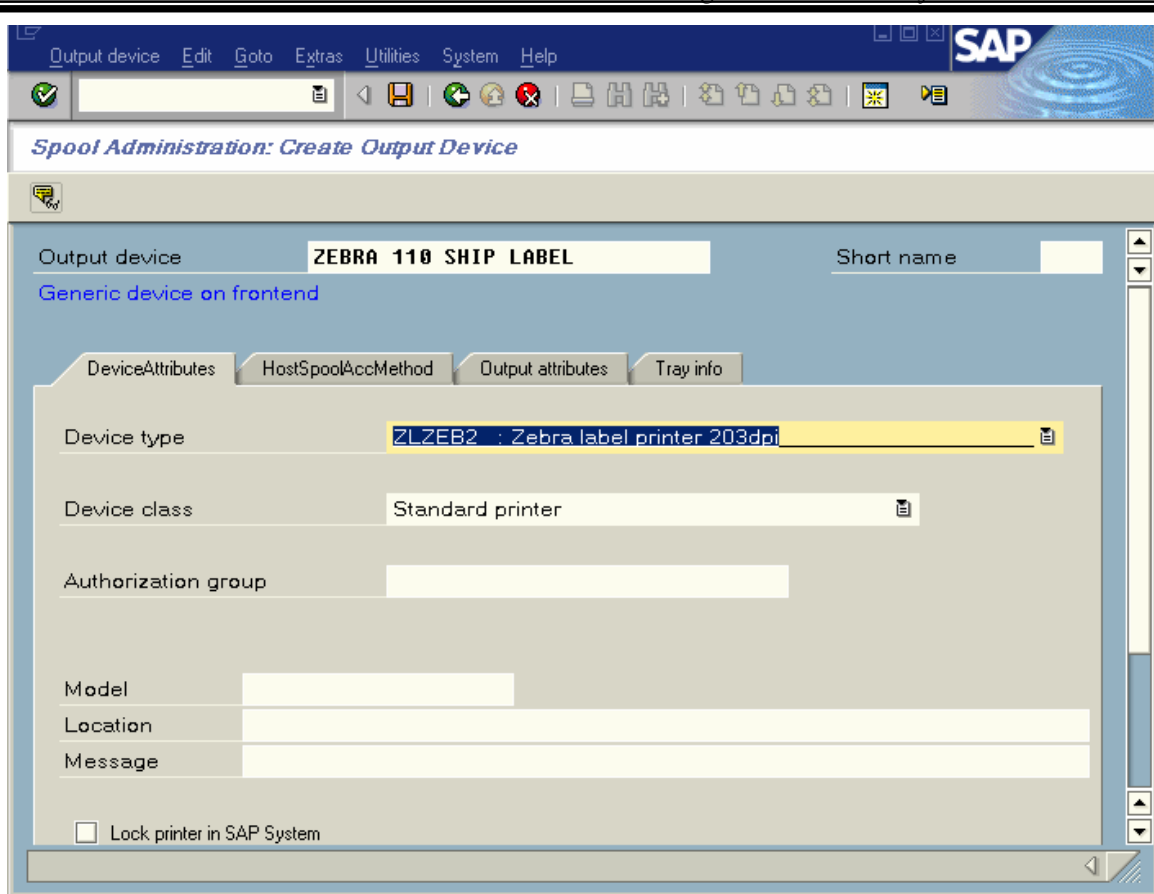 Output device Edit Goto Extras Utilities System Help
SAP
Spool Administration: Create Output Device
Output device ZEBRA 110 SHIP LABEL Short name
Generic device on frontend
DeviceAttributes HostSpoolAccMethod Output attributes Tray info
Device type ZLZEB2 : Zebra label printer 203dpi
Device class Standard printer
Authorization group
Model
Location
Message
Lock printer in SAP System